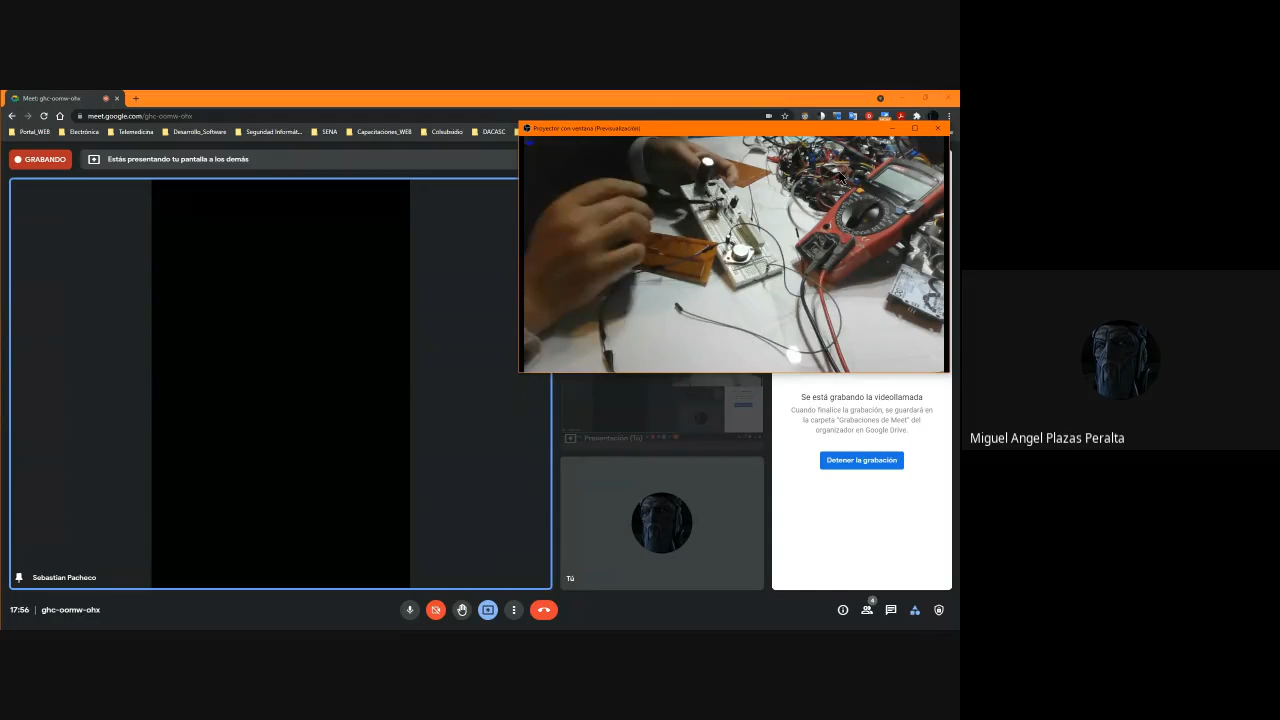 Meet: ghc-oomw-ohx
meet.google.com/ghc-oomw-ohx
Portal_WEB
Electrónica
Telemedicina
Desarrollo_Software
Seguridad Informát...
SENA
Capacitaciones_WEB
Colsubsidio
DACASC
Proyector con ventana (Previsualización)
GRABANDO
Estás presentando tu pantalla a los demás
Se está grabando la videollamada
Cuando finalice la grabación, se guardará en
la carpeta "Grabaciones de Meet" del
organizador en Google Drive.
Presentación (Tú)
Detener la grabación
Miguel Angel Plazas Peralta
Sebastian Pacheco
Tú
17:56 | ghc-oomw-ohx
4